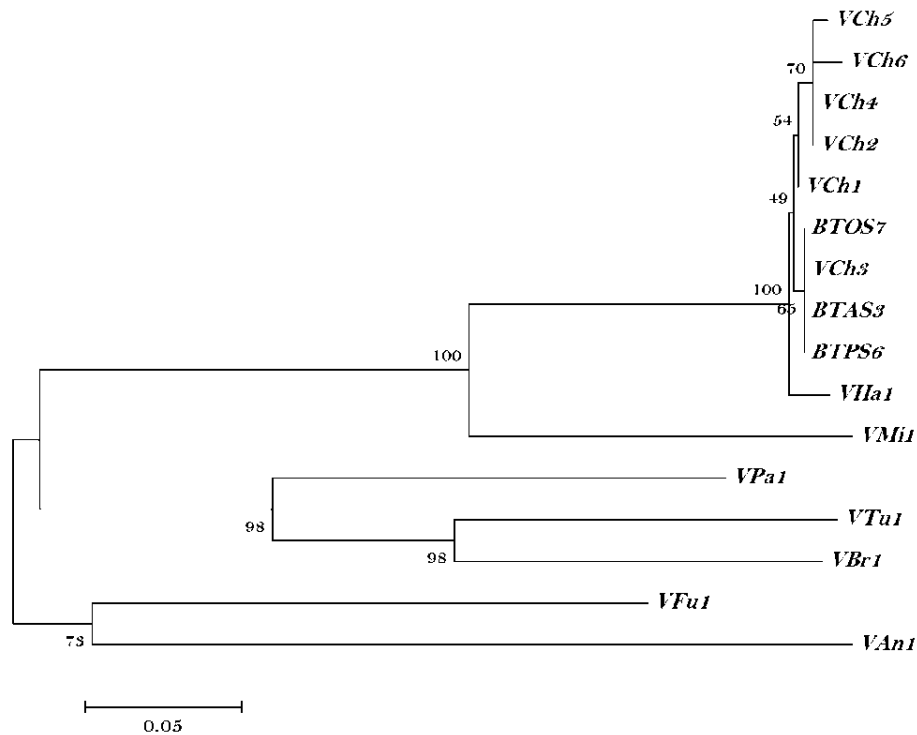 VCh5
VCh6
70
VCh4
54
VCh2
VCh1
49
BTOS7
VCh3
100
65
BTAS3
BTPS6
VHa1
100
VMi1
VPa1
98
VTu1
98
VBr1
VFu1
73
VAn1
0.05